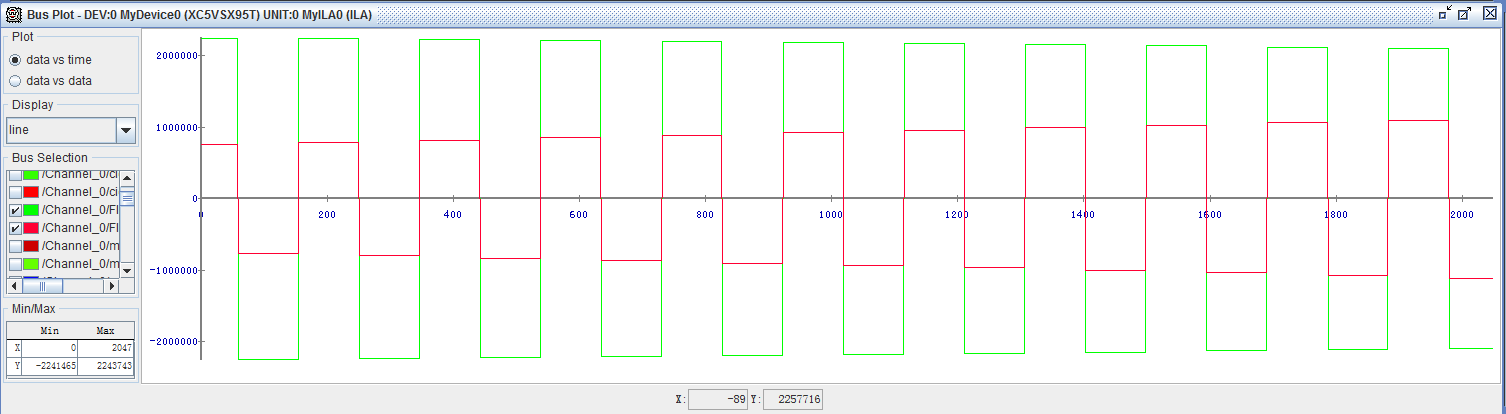 Bus Plot - DEV:0 MyDevice0 (XC5VSX95T) UNIT:0 MyILA0 (ILA)
Plot
data vs time
data vs data
Display
line
Bus Selection
/Channel_0/ci
/Channel_0/ci
/Channel_0/Fl
/Channel_0/Fl
/Channel_0/m
/Channel_0/m
Min/Max
Min Max
X 0 2047
Y -2241465 2243743
2000000
1000000
0
-1000000
-2000000
0 200 400 600 800 1000 1200 1400 1600 1800 2000
X: -89 Y: 2257716